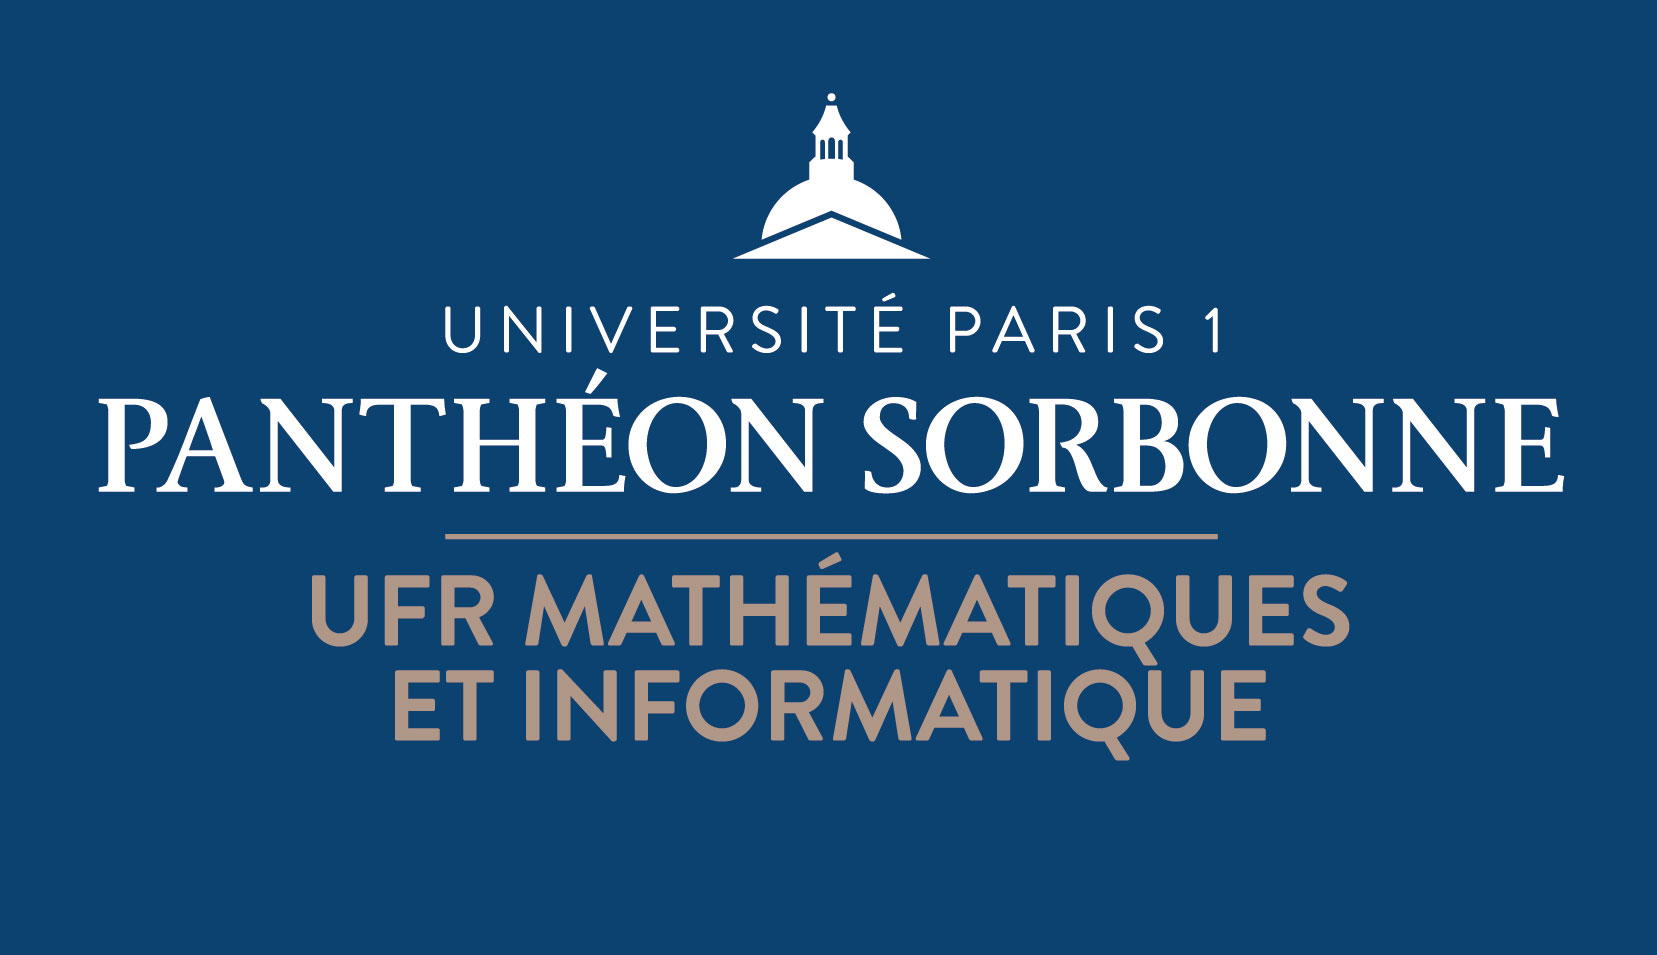 UNIVERSITÉ PARIS 1
PANTHÉON SORBONNE
UFR MATHÉMATIQUES
ET INFORMATIQUE